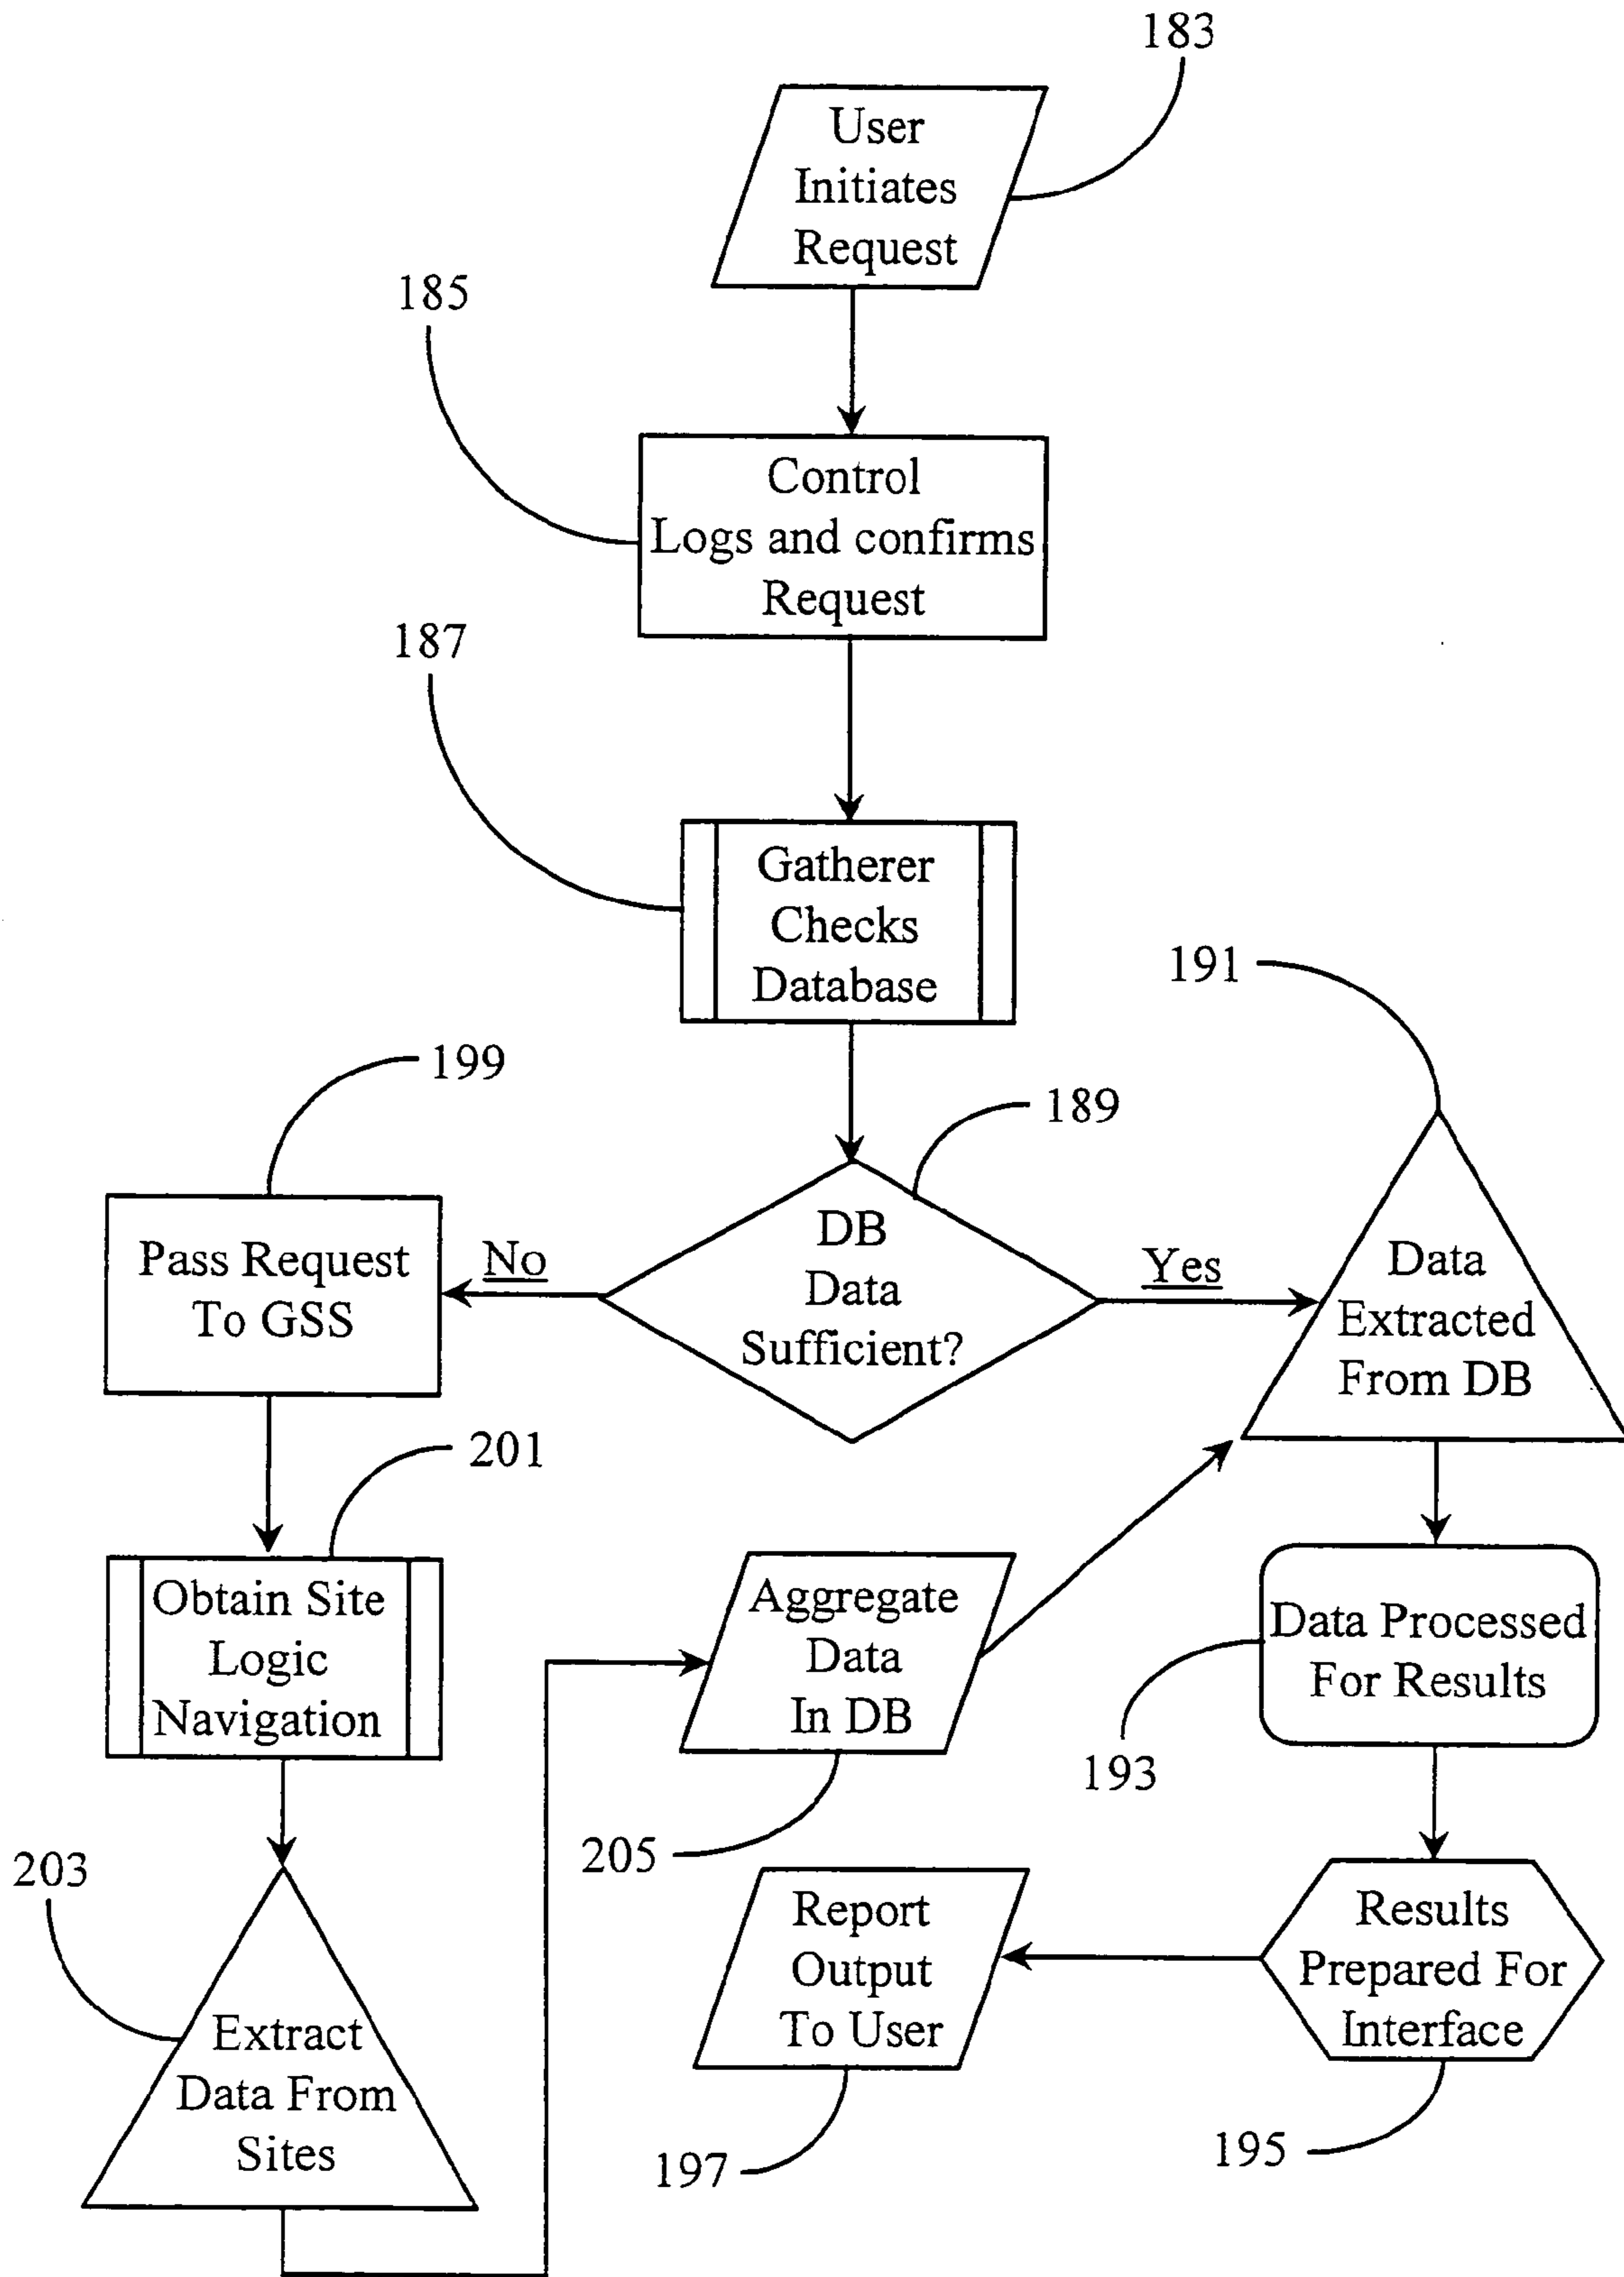 183
User
Initiates
Request
185
Control
Logs and confirms
Request
187
Gatherer
Checks
Database
191
199
189
Pass Request
To GSS
No
DB
Data
Sufficient?
Yes
Data
Extracted
From DB
201
Obtain Site
Logic
Navigation
Aggregate
Data
In DB
205
Data Processed
For Results
193
203
Extract
Data From
Sites
Report
Output
To User
197
Results
Prepared For
Interface
195